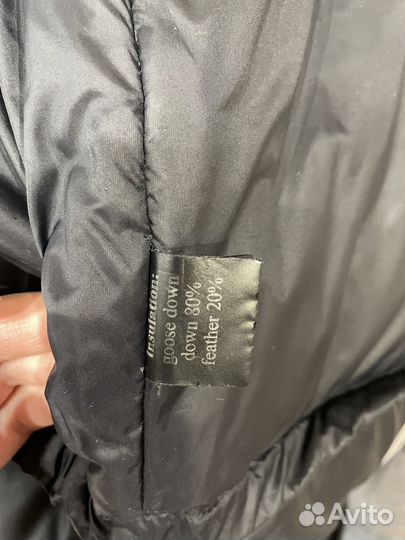 Insulation:
goose down
down 80%
feather 20%
Avito